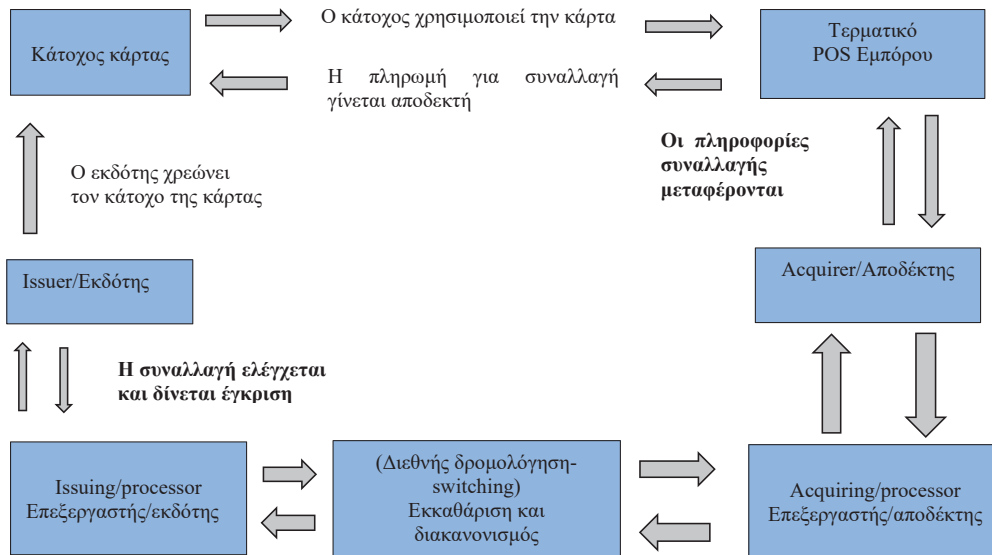 Κάτοχος κάρτας
Ο κάτοχος χρησιμοποιεί την κάρτα
Τερματικό
POS Εμπόρου
Η πληρωμή για συναλλαγή
γίνεται αποδεκτή
Οι πληροφορίες
συναλλαγής
μεταφέρονται
Ο εκδότης χρεώνει
τον κάτοχο της κάρτας
Issuer/Εκδότης
Acquirer/Αποδέκτης
Η συναλλαγή ελέγχεται
και δίνεται έγκριση
Issuing/processor
Επεξεργαστής/εκδότης
(Διεθνής δρομολόγηση-
switching)
Εκκαθάριση και
διακανονισμός
Acquiring/processor
Επεξεργαστής/αποδέκτης